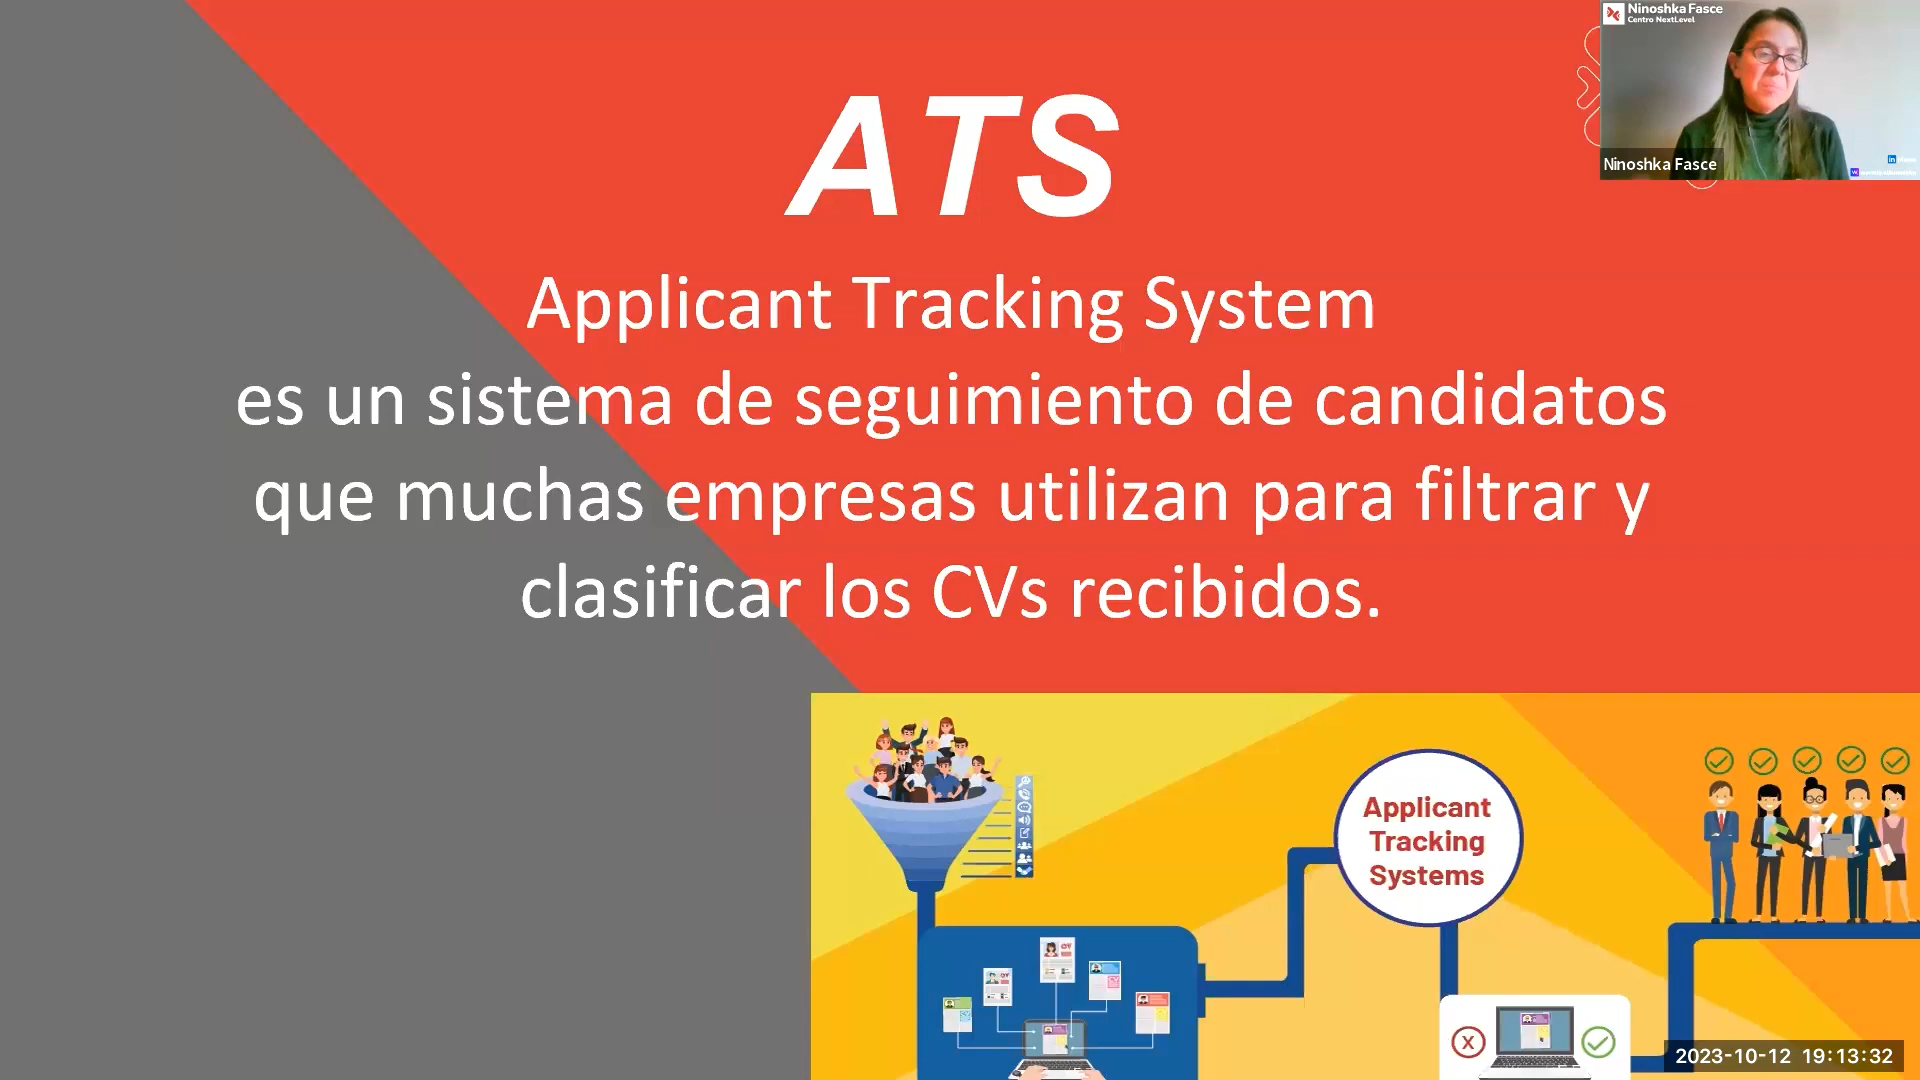 Ninoshka Fasce
Centro NextLevel
Ninoshka Fasce
ATS
Applicant Tracking System
es un sistema de seguimiento de candidatos
que muchas empresas utilizan para filtrar y
clasificar los CVs recibidos.
Applicant
Tracking
Systems
CV
X
2023-10-12 19:13:32